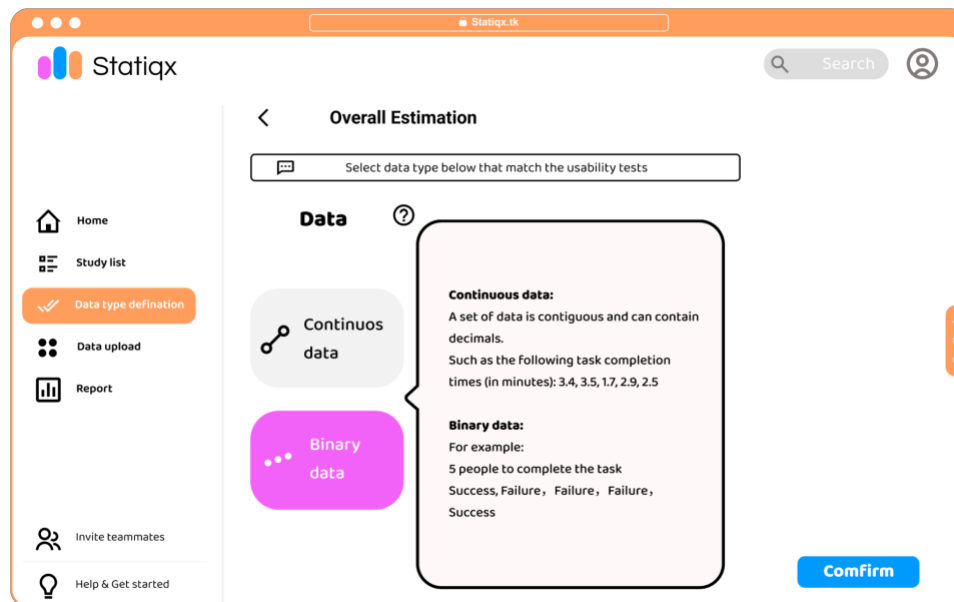 Statiqx.tk
Statiqx
Search
Overall Estimation
Select data type below that match the usability tests
Data
?
Home
Study list
Data type defination
Data upload
Report
Invite teammates
Help & Get started
Continuos
data
Binary
data
Continuous data:
A set of data is contiguous and can contain
decimals.
Such as the following task completion
times (in minutes): 3.4, 3.5, 1.7, 2.9, 2.5
Binary data:
For example:
5 people to complete the task
Success, Failure，Failure，Failure，
Success
Comfirm